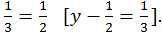 1/3 = 1/2 [y − 1/2 = 1/3].